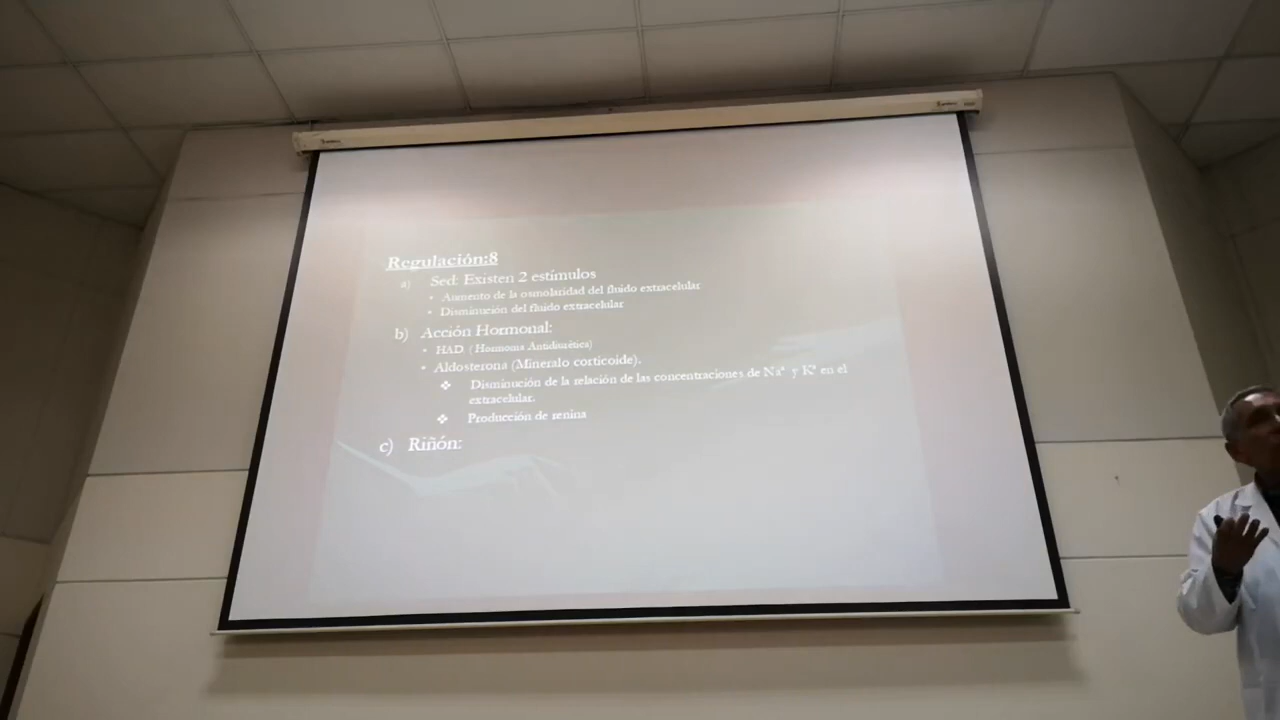 Regulación:8
a) Sed: Existen 2 estímulos
• Aumento de la osmolaridad del fluido extracelular
• Disminución del fluido extracelular
b) Acción Hormonal:
• HAD ( Hormona Antidiurética)
• Aldosterona (Mineralo corticoide).
❖ Disminución de la relación de las concentraciones de Na⁺ y K⁺ en el
extracelular.
❖ Producción de renina
c) Riñón: